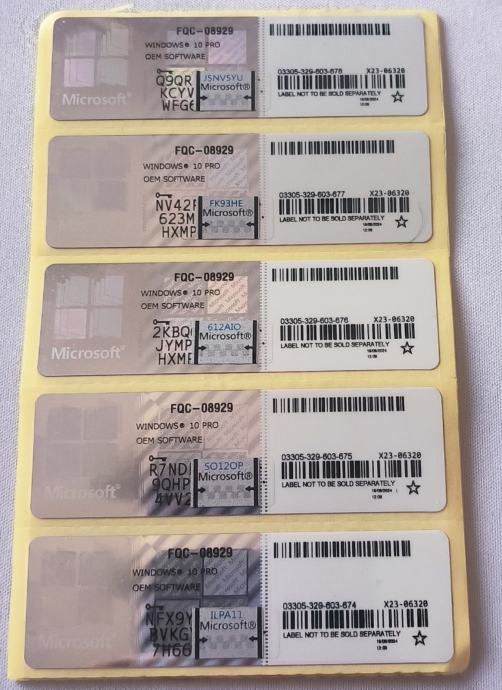 FQC-08929
WINDOWS® 10 PRO
OEM SOFTWARE
Q9QR
KCYV
WFG6
JSNV5YU
Microsoft®
Microsoft®
03305-329-603-678
X23-06320
LABEL NOT TO BE SOLD SEPARATELY
FQC-08929
WINDOWS® 10 PRO
OEM SOFTWARE
NV42
623M
HXMP
FK93HE
Microsoft®
03305-329-603-677
X23-06320
LABEL NOT TO BE SOLD SEPARATELY
FQC-08929
WINDOWS® 10 PRO
OEM SOFTWARE
2KBQ
JYMP
HXMF
612AIO
Microsoft®
Microsoft®
03305-329-603-676
X23-06320
LABEL NOT TO BE SOLD SEPARATELY
FQC-08929
WINDOWS® 10 PRO
OEM SOFTWARE
R7ND
9QHP
4VV2
SO12OP
Microsoft®
Microsoft®
03305-329-603-675
X23-06320
LABEL NOT TO BE SOLD SEPARATELY
FQC-08929
WINDOWS® 10 PRO
OEM SOFTWARE
NFX9Y
BVKG
7H66
ILPA11
Microsoft®
Microsoft®
03305-329-603-674
X23-06320
LABEL NOT TO BE SOLD SEPARATELY